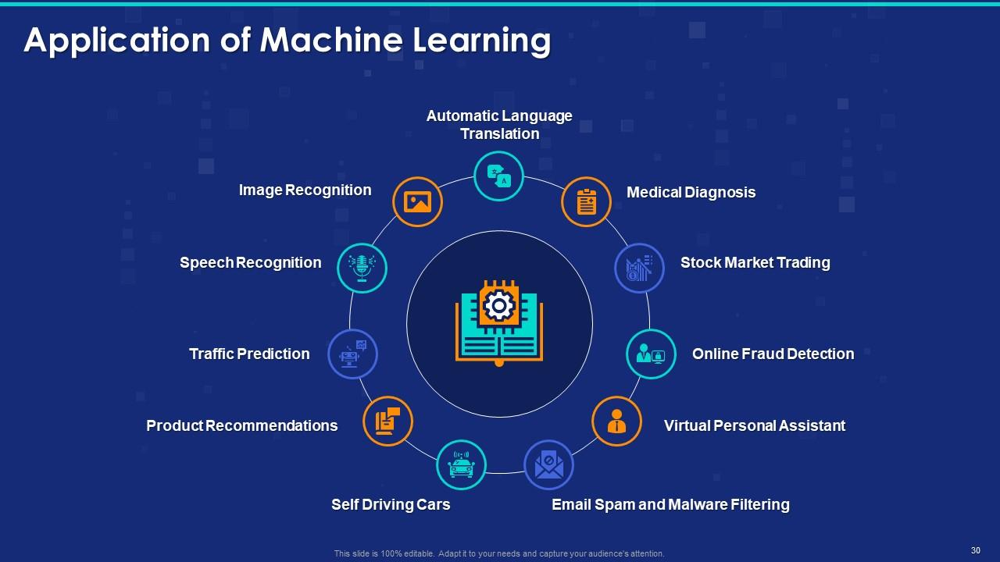 Application of Machine Learning
Automatic Language
Translation
Image Recognition
Medical Diagnosis
Speech Recognition
Stock Market Trading
Traffic Prediction
Online Fraud Detection
Product Recommendations
Virtual Personal Assistant
Self Driving Cars
Email Spam and Malware Filtering
This slide is 100% editable. Adapt it to your needs and capture your audience's attention.
30